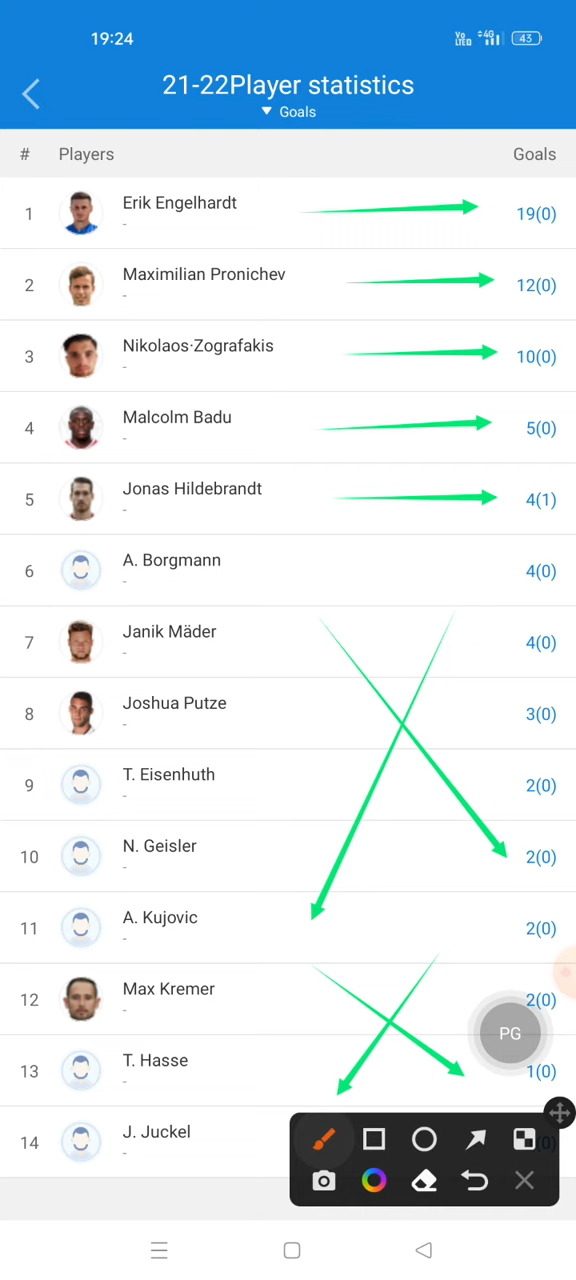 19:24
Vo LTED 4G 43
21-22Player statistics
▼ Goals
# Players Goals
1 Erik Engelhardt 19(0)
-
2 Maximilian Pronichev 12(0)
-
3 Nikolaos·Zografakis 10(0)
-
4 Malcolm Badu 5(0)
-
5 Jonas Hildebrandt 4(1)
-
6 A. Borgmann 4(0)
-
7 Janik Mäder 4(0)
-
8 Joshua Putze 3(0)
-
9 T. Eisenhuth 2(0)
-
10 N. Geisler 2(0)
-
11 A. Kujovic 2(0)
-
12 Max Kremer 2(0)
-
PG
13 T. Hasse 1(0)
-
14 J. Juckel
-